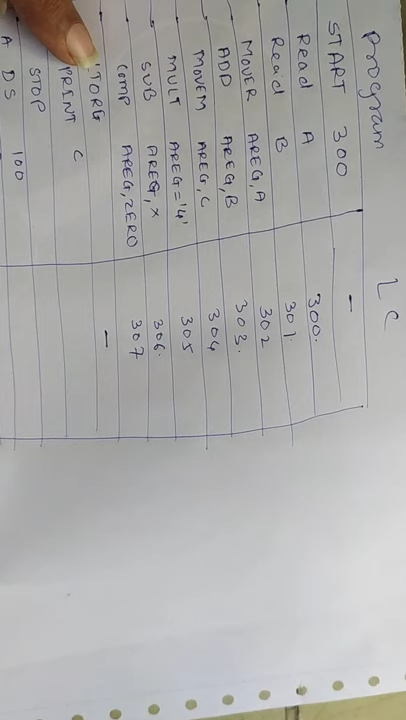 Program LC
START 300 -
Read A 300.
Read B 301.
MOVER AREG, A 302
ADD AREG, B 303.
MOVEM AREG, C 304
MULT AREG = '4' 305
SUB AREG, X 306.
COMP AREG, ZERO 307
TORG -
PRINT C
STOP
A DS 100